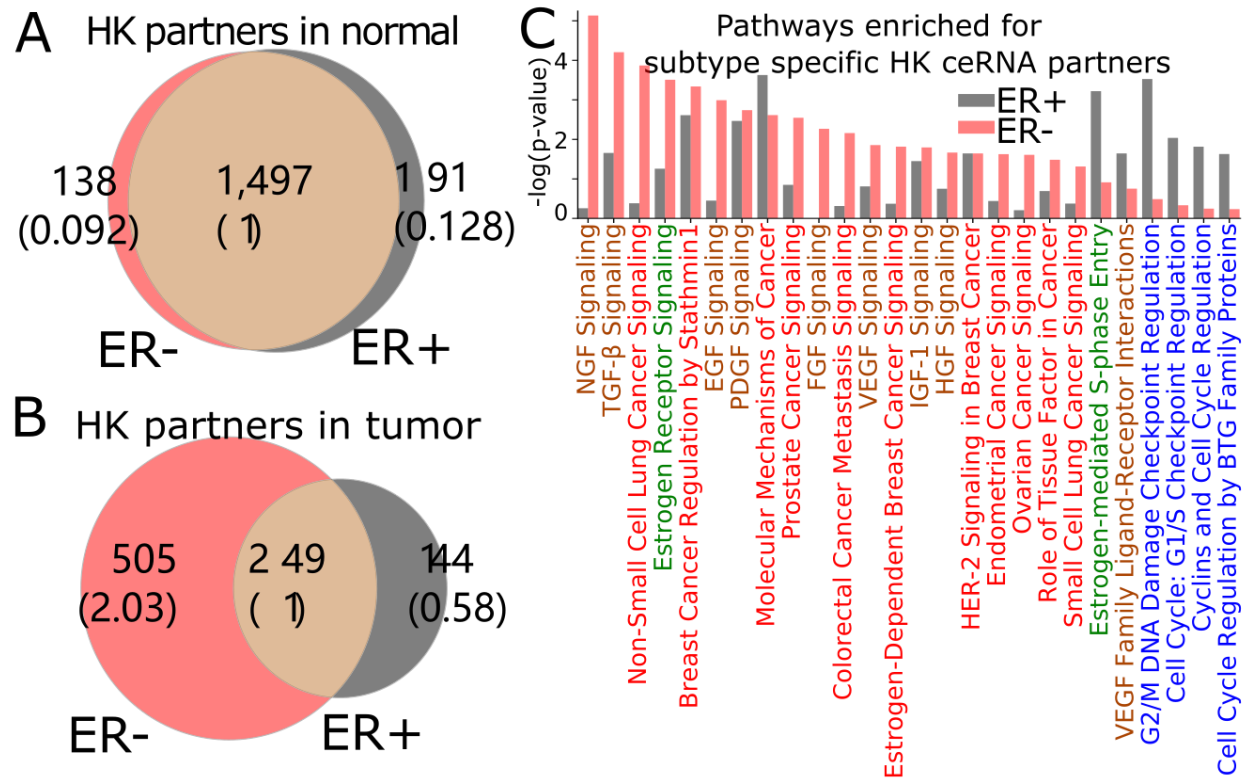 A
HK partners in normal
138
(0.092)
1,497
(1)
191
(0.128)
ER-
ER+
B
HK partners in tumor
505
(2.03)
2 49
(1)
144
(0.58)
ER-
ER+
C
Pathways enriched for
subtype specific HK ceRNA partners
ER+
ER-
-log(p-value)
4
2
0
NGF Signaling
TGF-β Signaling
Non-Small Cell Lung Cancer Signaling
Estrogen Receptor Signaling
Breast Cancer Regulation by Stathmin1
EGF Signaling
PDGF Signaling
Molecular Mechanisms of Cancer
Prostate Cancer Signaling
FGF Signaling
Colorectal Cancer Metastasis Signaling
VEGF Signaling
Estrogen-Dependent Breast Cancer Signaling
IGF-1 Signaling
HGF Signaling
HER-2 Signaling in Breast Cancer
Endometrial Cancer Signaling
Ovarian Cancer Signaling
Role of Tissue Factor in Cancer
Small Cell Lung Cancer Signaling
Estrogen-mediated S-phase Entry
VEGF Family Ligand-Receptor Interactions
G2/M DNA Damage Checkpoint Regulation
Cell Cycle: G1/S Checkpoint Regulation
Cyclins and Cell Cycle Regulation
Cell Cycle Regulation by BTG Family Proteins